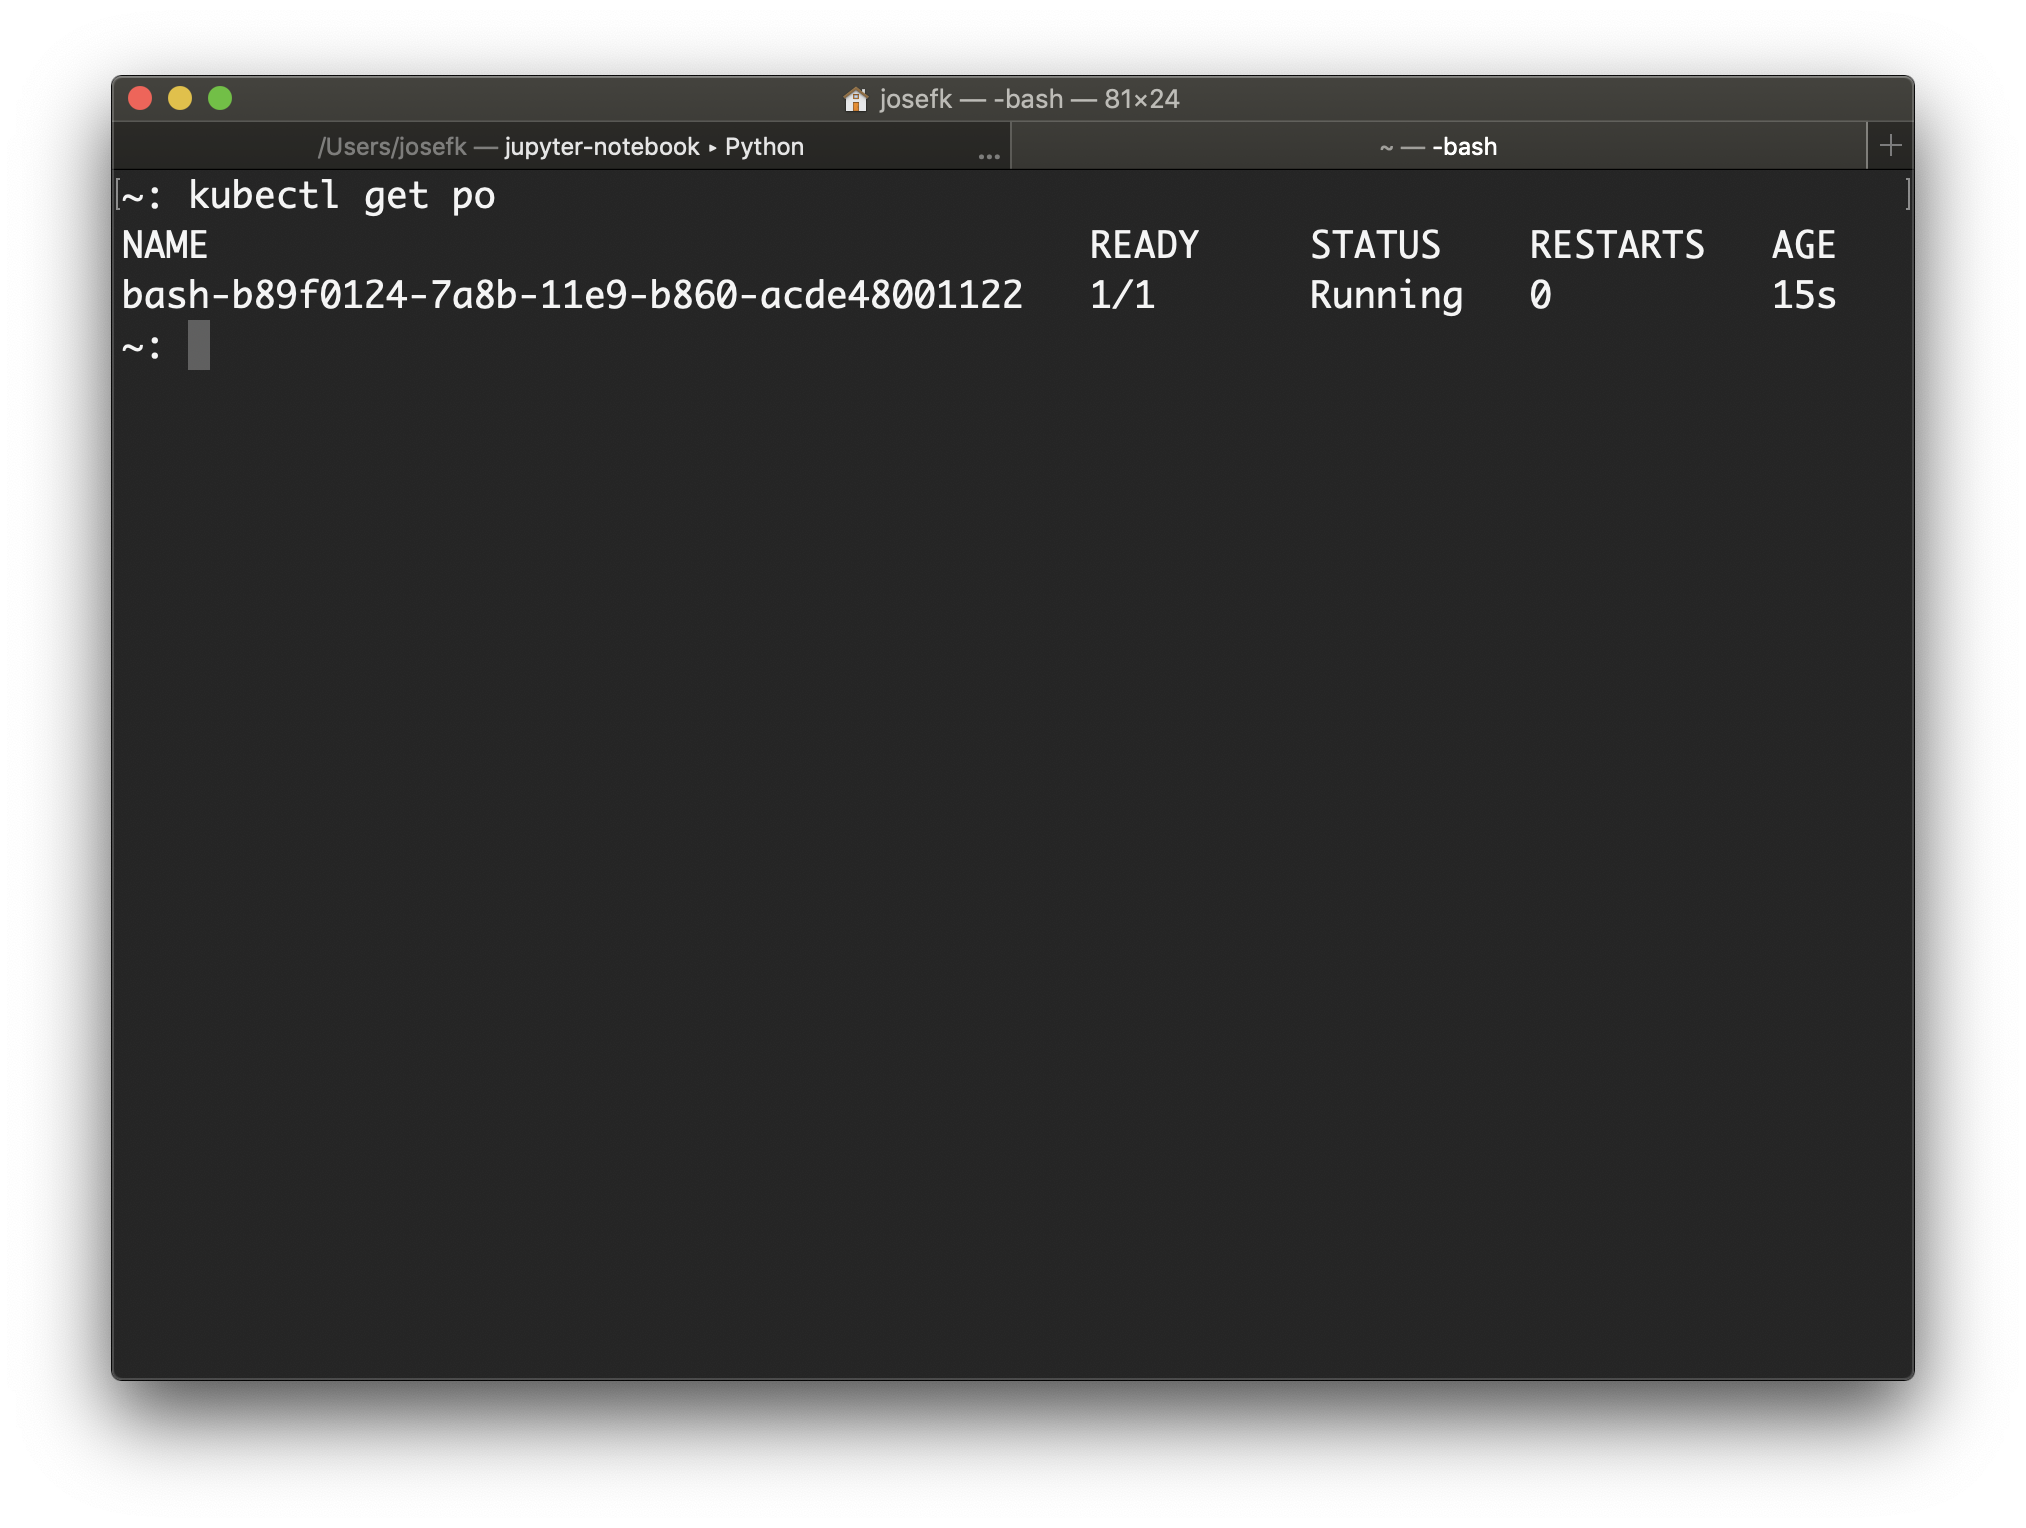 josefk — -bash — 81×24
/Users/josefk — jupyter-notebook ▸ Python ...
~ — -bash
[~: kubectl get po ]
NAME READY STATUS RESTARTS AGE
bash-b89f0124-7a8b-11e9-b860-acde48001122 1/1 Running 0 15s
~: